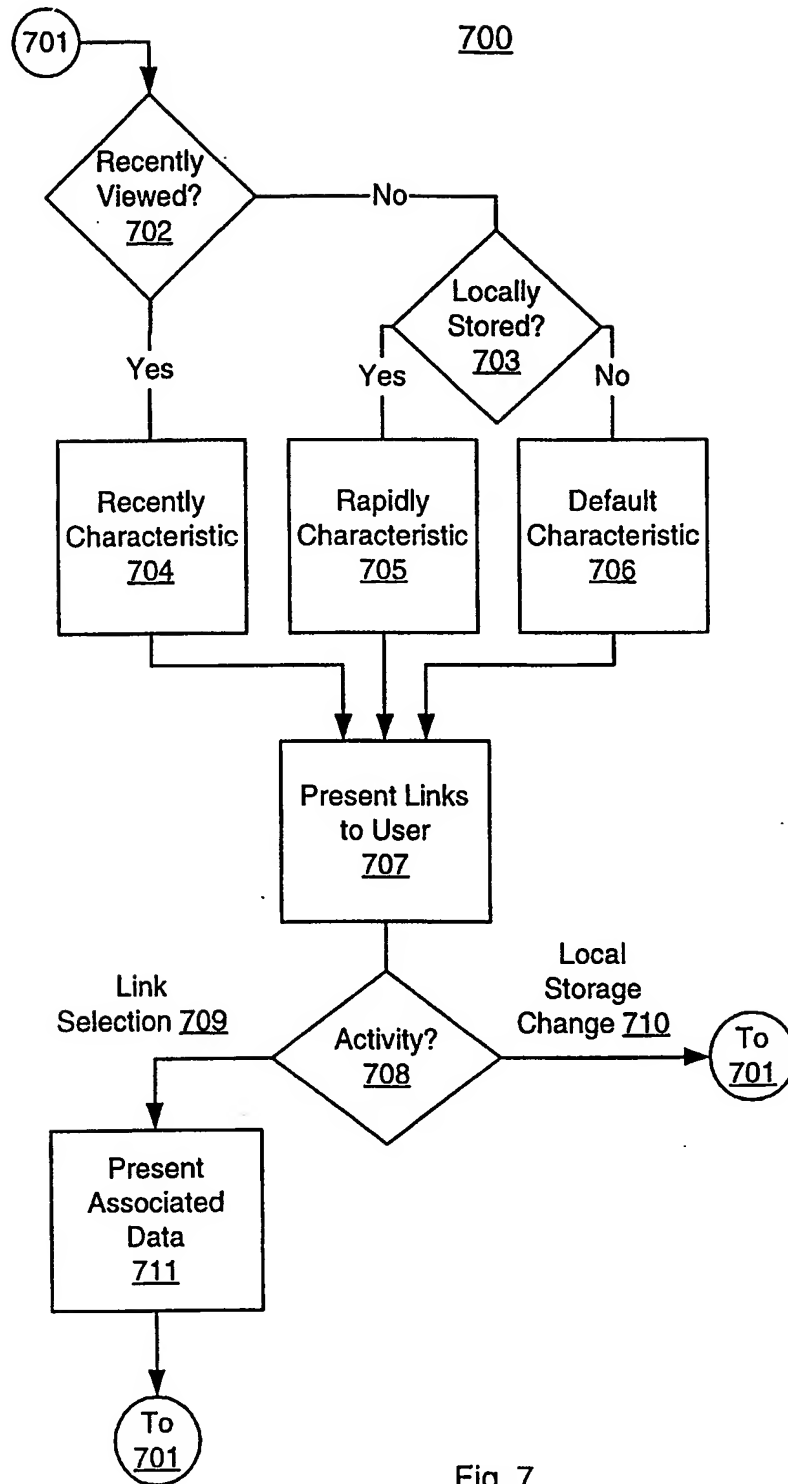 701
700
Recently
Viewed?
702
No
Locally
Stored?
703
Yes
Yes
No
Recently
Characteristic
704
Rapidly
Characteristic
705
Default
Characteristic
706
Present Links
to User
707
Link
Selection 709
Activity?
708
Local
Storage
Change 710
To
701
Present
Associated
Data
711
To
701
Fig. 7